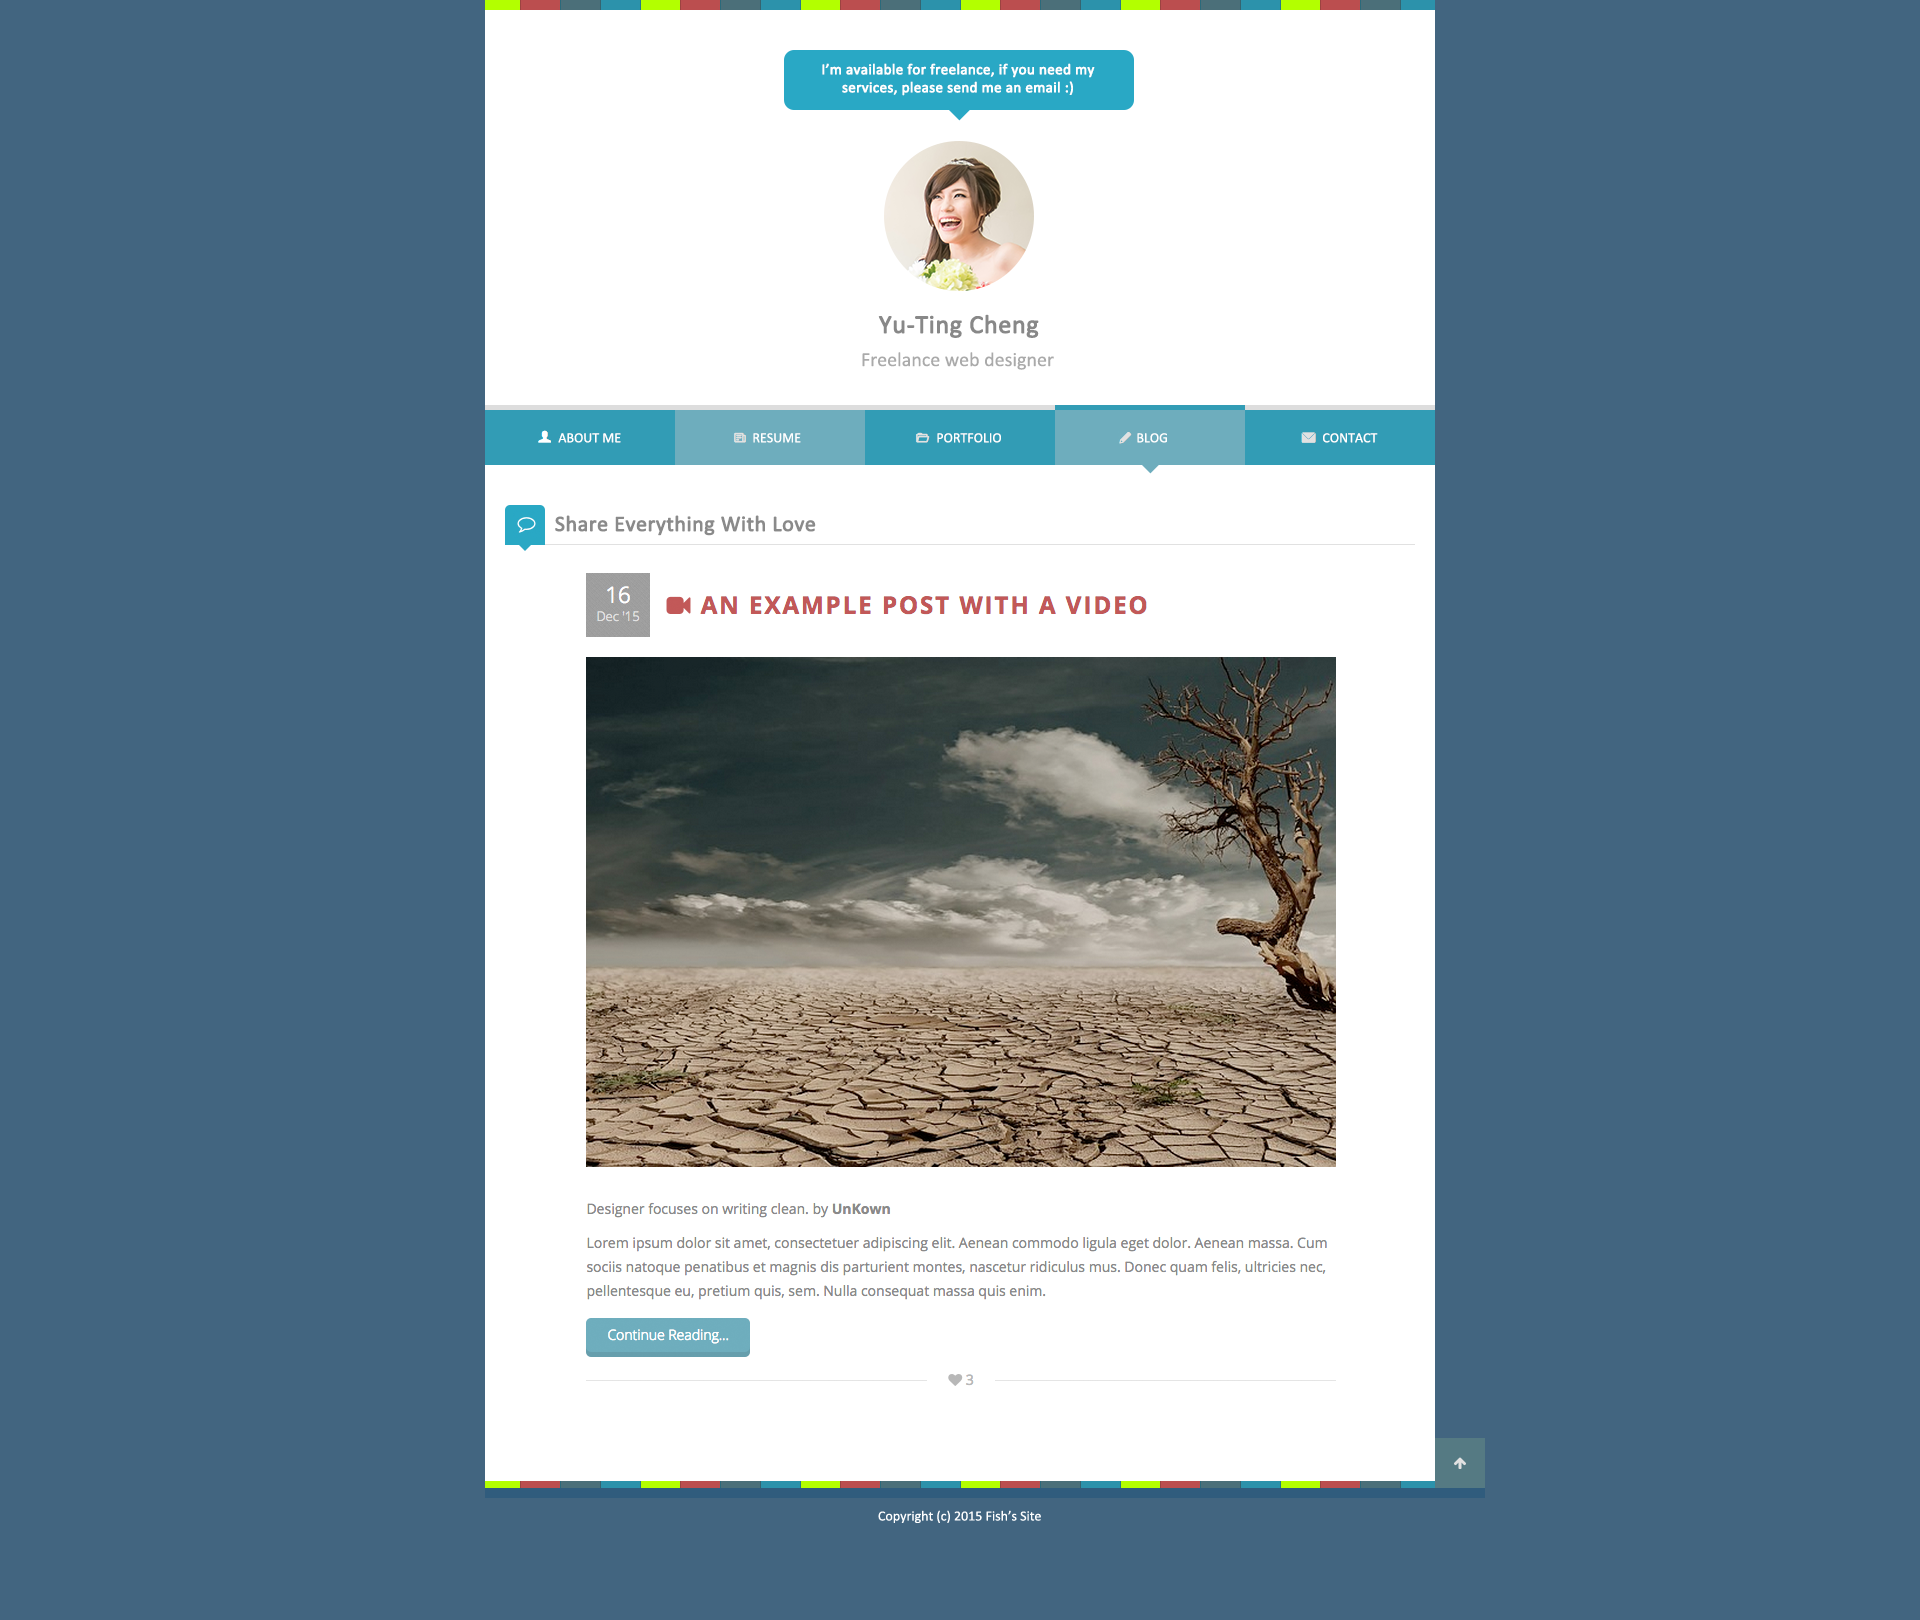 I'm available for freelance, if you need my
services, please send me an email :)
Yu-Ting Cheng
Freelance web designer
ABOUT ME
RESUME
PORTFOLIO
BLOG
CONTACT
Share Everything With Love
16
Dec '15
AN EXAMPLE POST WITH A VIDEO
Designer focuses on writing clean. by UnKown
Lorem ipsum dolor sit amet, consectetuer adipiscing elit. Aenean commodo ligula eget dolor. Aenean massa. Cum
sociis natoque penatibus et magnis dis parturient montes, nascetur ridiculus mus. Donec quam felis, ultricies nec,
pellentesque eu, pretium quis, sem. Nulla consequat massa quis enim.
Continue Reading...
3
Copyright (c) 2015 Fish's Site